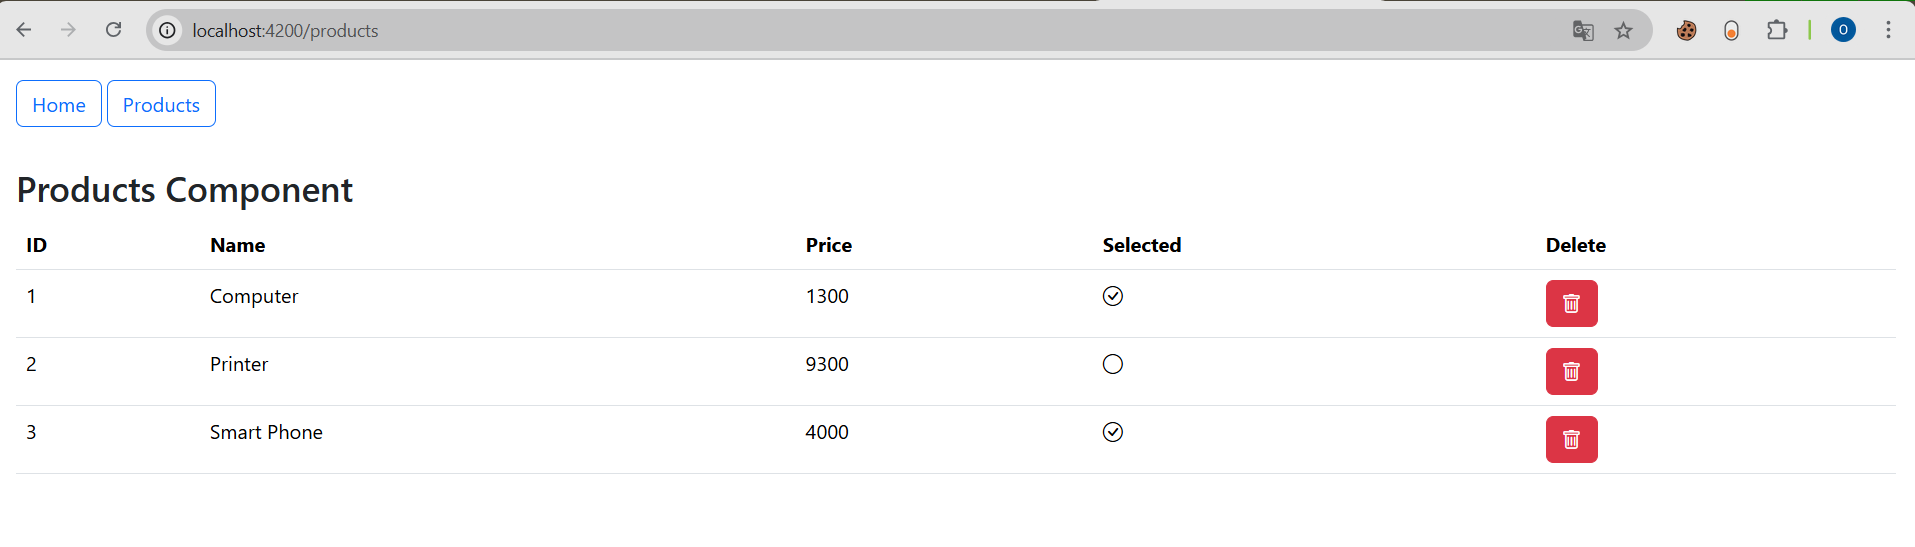 localhost:4200/products
O
Home Products
Products Component
ID Name Price Selected Delete
1 Computer 1300
2 Printer 9300
3 Smart Phone 4000